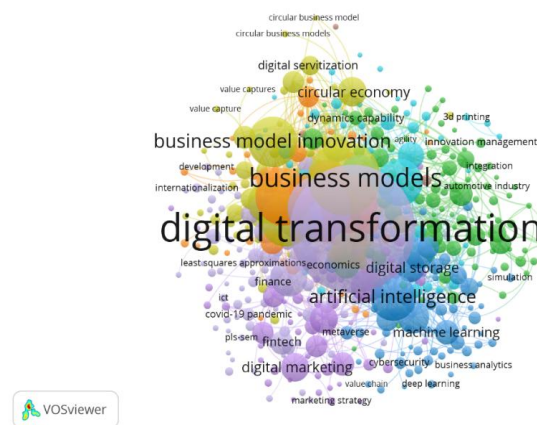 circular business model
circular business models
digital servitization
value captures
circular economy
value capture
dynamics capability
3d printing
business model innovation
agility
innovation management
development
integration
business models
internationalization
automotive industry
digital transformation
least squares approximations
economics
digital storage
simulation
finance
ict
artificial intelligence
covid-19 pandemic
metaverse
machine learning
pls-sem
fintech
digital marketing
cybersecurity
business analytics
value chain
deep learning
marketing strategy
VOSviewer